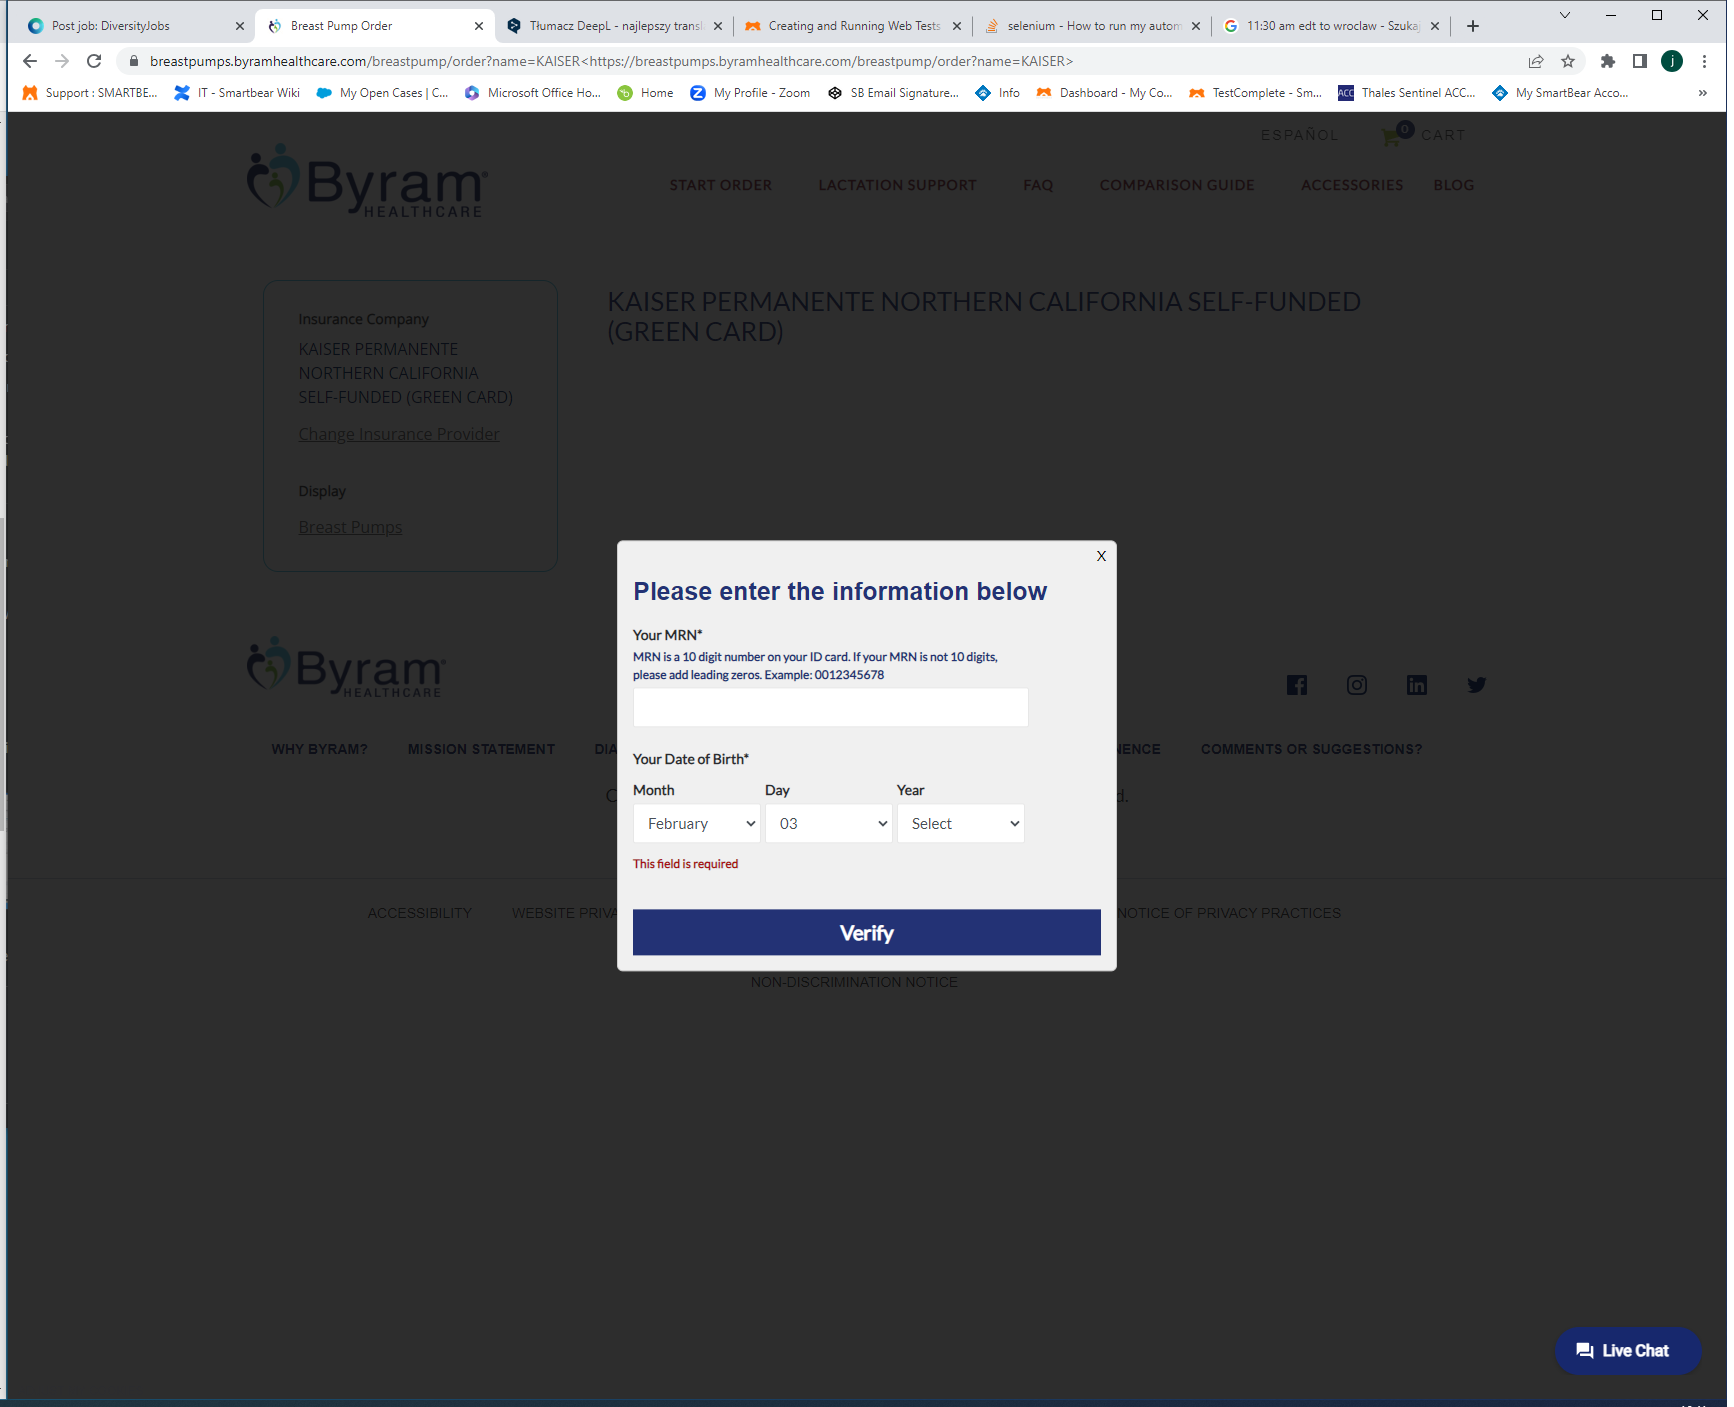 Post job: DiversityJobs
Breast Pump Order
Tłumacz DeepL - najlepszy transl
Creating and Running Web Tests
selenium - How to run my autom
11:30 am edt to wroclaw - Szukaj
breastpumps.byramhealthcare.com/breastpump/order?name=KAISER<https://breastpumps.byramhealthcare.com/breastpump/order?name=KAISER>
j
Support : SMARTBE...
IT - Smartbear Wiki
My Open Cases | C...
Microsoft Office Ho...
Home
My Profile - Zoom
SB Email Signature...
Info
Dashboard - My Co...
TestComplete - Sm...
ACC
Thales Sentinel ACC...
My SmartBear Acco...
»
ESPAÑOL
0
CART
Byram
HEALTHCARE
START ORDER
LACTATION SUPPORT
FAQ
COMPARISON GUIDE
ACCESSORIES
BLOG
Insurance Company
KAISER PERMANENTE
NORTHERN CALIFORNIA
SELF-FUNDED (GREEN CARD)
Change Insurance Provider
Display
Breast Pumps
KAISER PERMANENTE NORTHERN CALIFORNIA SELF-FUNDED
(GREEN CARD)
X
Please enter the information below
Your MRN*
MRN is a 10 digit number on your ID card. If your MRN is not 10 digits,
please add leading zeros. Example: 0012345678
Your Date of Birth*
Month
Day
Year
February
03
Select
This field is required
Verify
Byram
HEALTHCARE
WHY BYRAM?
MISSION STATEMENT
DIA
NENCE
COMMENTS OR SUGGESTIONS?
C
d.
ACCESSIBILITY
WEBSITE PRIVA
NOTICE OF PRIVACY PRACTICES
NON-DISCRIMINATION NOTICE
Live Chat